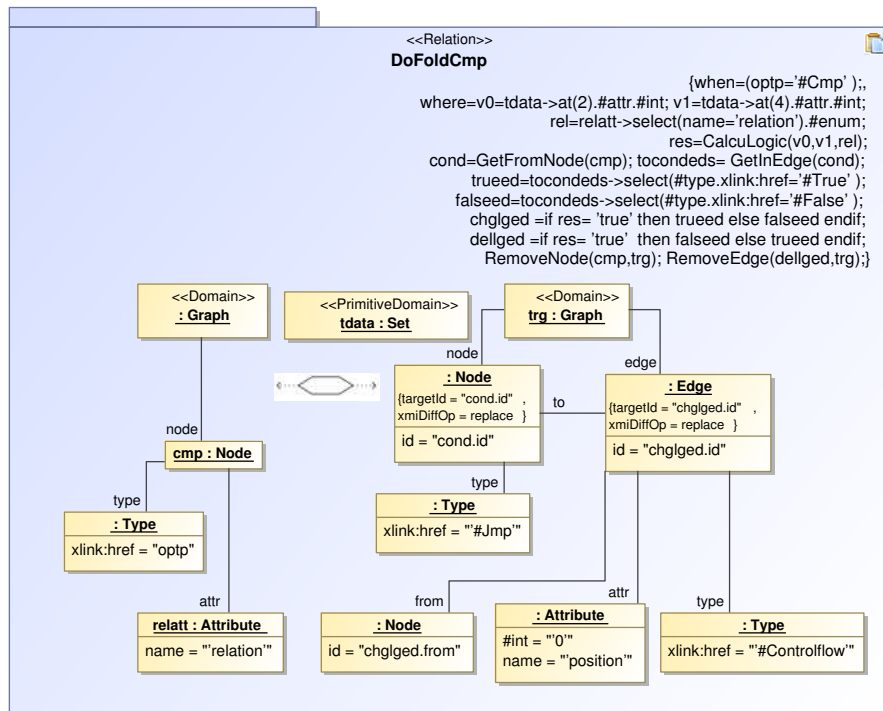 <<Relation>>
DoFoldCmp
{when=(optp='#Cmp' );,
where=v0=tdata->at(2).#attr.#int; v1=tdata->at(4).#attr.#int;
rel=relatt->select(name='relation').#enum;
res=CalcuLogic(v0,v1,rel);
cond=GetFromNode(cmp); tocondeds= GetInEdge(cond);
trueed=tocondeds->select(#type.xlink:href='#True' );
falseed=tocondeds->select(#type.xlink:href='#False' );
chglged =if res= 'true' then trueed else falseed endif;
dellged =if res= 'true'  then falseed else trueed endif;
RemoveNode(cmp,trg); RemoveEdge(dellged,trg);}
<<Domain>>
: Graph
<<PrimitiveDomain>>
tdata : Set
<<Domain>>
trg : Graph
node
edge
: Node
{targetId = "cond.id"  ,
xmiDiffOp = replace  }
id = "cond.id"
to
: Edge
{targetId = "chglged.id"  ,
xmiDiffOp = replace  }
id = "chglged.id"
node
cmp : Node
type
: Type
xlink:href = "optp"
type
: Type
xlink:href = "'#Jmp'"
attr
relatt : Attribute
name = "'relation'"
from
: Node
id = "chglged.from"
attr
: Attribute
#int = "'0'"
name = "'position'"
type
: Type
xlink:href = "'#Controlflow'"